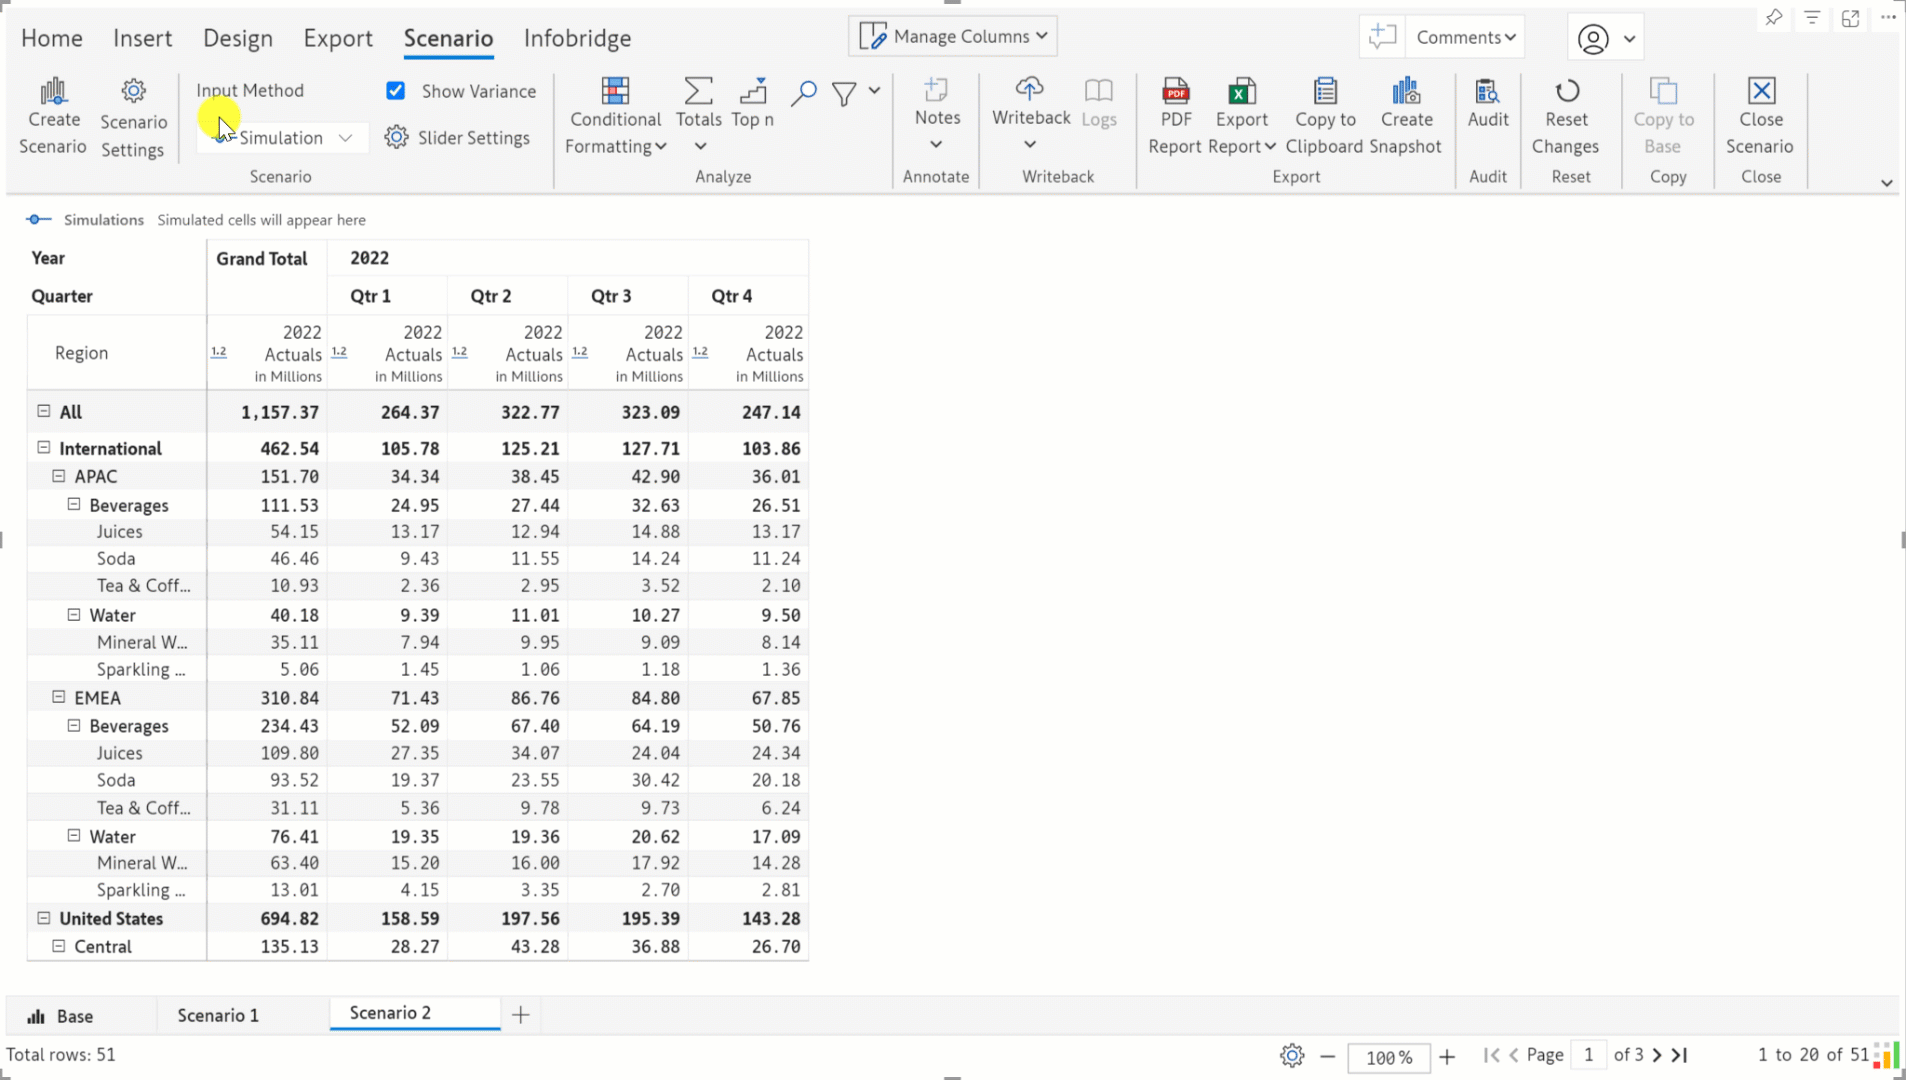 Home Insert Design Export Scenario Infobridge Manage Columns Comments
Create Scenario
Scenario Settings
Input Method
Simulation
Show Variance
Slider Settings
Scenario
Conditional Formatting
Totals
Top n
Analyze
Notes
Annotate
Writeback
Logs
Writeback
PDF
PDF Report
X
Export Report
Copy to Clipboard
Create Snapshot
Export
Audit
Audit
Reset Changes
Reset
Copy to Base
Copy
Close Scenario
Close
Simulations Simulated cells will appear here
Year Grand Total 2022
Quarter Qtr 1 Qtr 2 Qtr 3 Qtr 4
2022 2022 2022 2022 2022
Region 1.2 Actuals 1.2 Actuals 1.2 Actuals 1.2 Actuals 1.2 Actuals
in Millions in Millions in Millions in Millions in Millions
All 1,157.37 264.37 322.77 323.09 247.14
International 462.54 105.78 125.21 127.71 103.86
APAC 151.70 34.34 38.45 42.90 36.01
Beverages 111.53 24.95 27.44 32.63 26.51
Juices 54.15 13.17 12.94 14.88 13.17
Soda 46.46 9.43 11.55 14.24 11.24
Tea & Coff... 10.93 2.36 2.95 3.52 2.10
Water 40.18 9.39 11.01 10.27 9.50
Mineral W... 35.11 7.94 9.95 9.09 8.14
Sparkling ... 5.06 1.45 1.06 1.18 1.36
EMEA 310.84 71.43 86.76 84.80 67.85
Beverages 234.43 52.09 67.40 64.19 50.76
Juices 109.80 27.35 34.07 24.04 24.34
Soda 93.52 19.37 23.55 30.42 20.18
Tea & Coff... 31.11 5.36 9.78 9.73 6.24
Water 76.41 19.35 19.36 20.62 17.09
Mineral W... 63.40 15.20 16.00 17.92 14.28
Sparkling ... 13.01 4.15 3.35 2.70 2.81
United States 694.82 158.59 197.56 195.39 143.28
Central 135.13 28.27 43.28 36.88 26.70
Base Scenario 1 Scenario 2
Total rows: 51 100 % Page 1 of 3 1 to 20 of 51